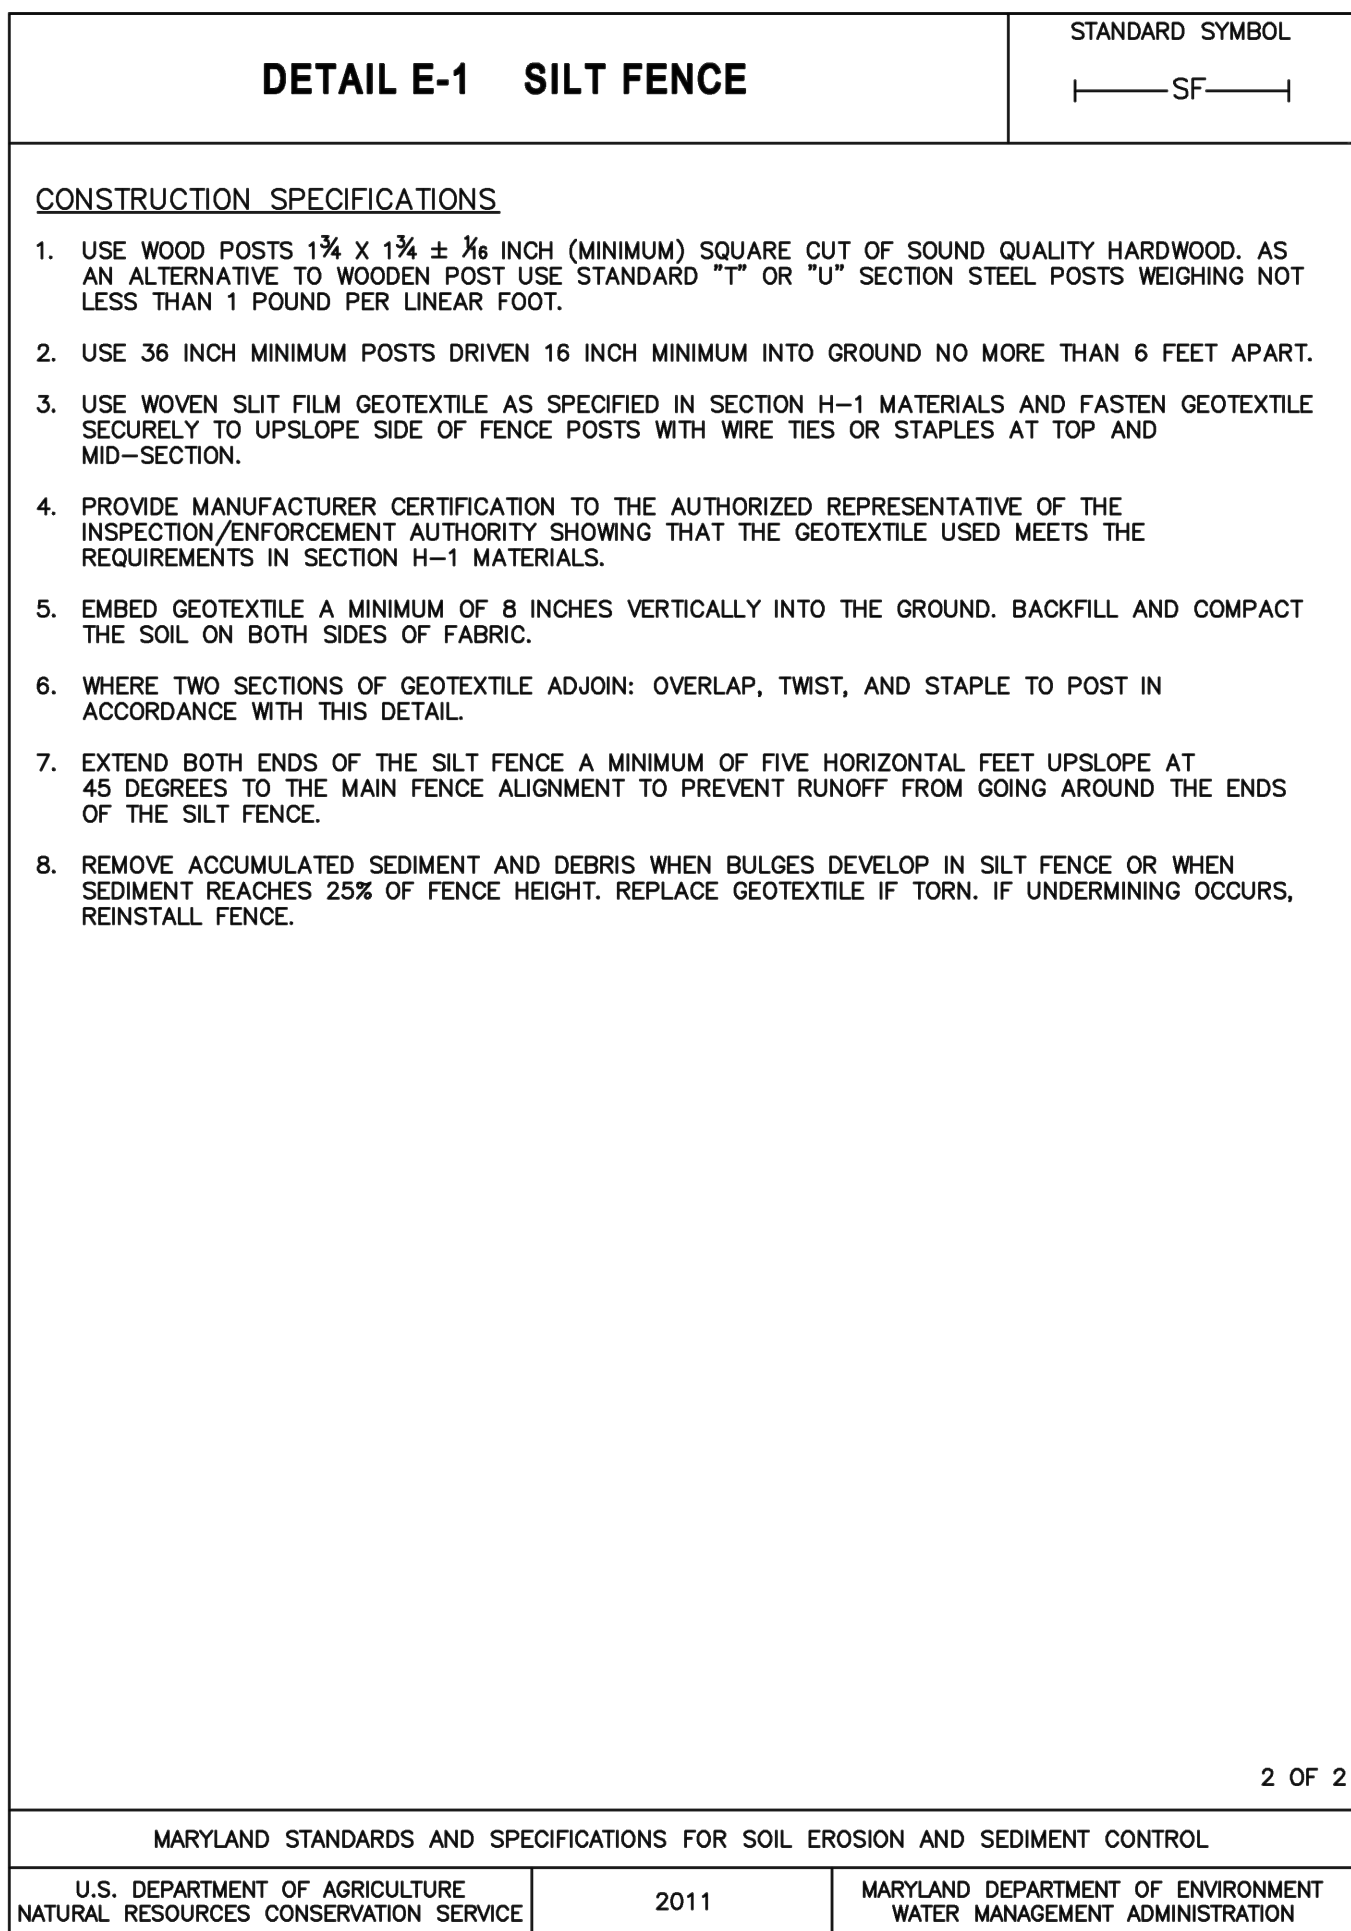 DETAIL E-1 SILT FENCE
STANDARD SYMBOL
SF
CONSTRUCTION SPECIFICATIONS
1. USE WOOD POSTS 1¾ X 1¾ ± 1⁄16 INCH (MINIMUM) SQUARE CUT OF SOUND QUALITY HARDWOOD. AS
AN ALTERNATIVE TO WOODEN POST USE STANDARD "T" OR "U" SECTION STEEL POSTS WEIGHING NOT
LESS THAN 1 POUND PER LINEAR FOOT.
2. USE 36 INCH MINIMUM POSTS DRIVEN 16 INCH MINIMUM INTO GROUND NO MORE THAN 6 FEET APART.
3. USE WOVEN SLIT FILM GEOTEXTILE AS SPECIFIED IN SECTION H-1 MATERIALS AND FASTEN GEOTEXTILE
SECURELY TO UPSLOPE SIDE OF FENCE POSTS WITH WIRE TIES OR STAPLES AT TOP AND
MID-SECTION.
4. PROVIDE MANUFACTURER CERTIFICATION TO THE AUTHORIZED REPRESENTATIVE OF THE
INSPECTION/ENFORCEMENT AUTHORITY SHOWING THAT THE GEOTEXTILE USED MEETS THE
REQUIREMENTS IN SECTION H-1 MATERIALS.
5. EMBED GEOTEXTILE A MINIMUM OF 8 INCHES VERTICALLY INTO THE GROUND. BACKFILL AND COMPACT
THE SOIL ON BOTH SIDES OF FABRIC.
6. WHERE TWO SECTIONS OF GEOTEXTILE ADJOIN: OVERLAP, TWIST, AND STAPLE TO POST IN
ACCORDANCE WITH THIS DETAIL.
7. EXTEND BOTH ENDS OF THE SILT FENCE A MINIMUM OF FIVE HORIZONTAL FEET UPSLOPE AT
45 DEGREES TO THE MAIN FENCE ALIGNMENT TO PREVENT RUNOFF FROM GOING AROUND THE ENDS
OF THE SILT FENCE.
8. REMOVE ACCUMULATED SEDIMENT AND DEBRIS WHEN BULGES DEVELOP IN SILT FENCE OR WHEN
SEDIMENT REACHES 25% OF FENCE HEIGHT. REPLACE GEOTEXTILE IF TORN. IF UNDERMINING OCCURS,
REINSTALL FENCE.
2 OF 2
MARYLAND STANDARDS AND SPECIFICATIONS FOR SOIL EROSION AND SEDIMENT CONTROL
U.S. DEPARTMENT OF AGRICULTURE
NATURAL RESOURCES CONSERVATION SERVICE
2011
MARYLAND DEPARTMENT OF ENVIRONMENT
WATER MANAGEMENT ADMINISTRATION